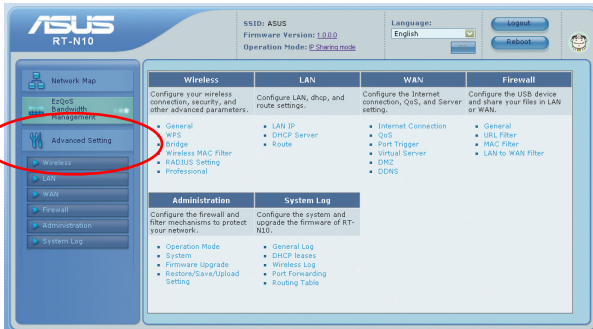 ASUS
RT-N10
SSID: ASUS
Firmware Version: 1.0.0.0
Operation Mode: IP Sharing mode
Language:
English
Logout
Reboot
Network Map
EzQoS
Bandwidth
Management
Advanced Setting
Wireless
LAN
WAN
Firewall
Administration
System Log
Wireless
Configure your wireless
connection, security, and
other advanced parameters.
General
WPS
Bridge
Wireless MAC Filter
RADIUS Setting
Professional
LAN
Configure LAN, dhcp, and
route settings.
LAN IP
DHCP Server
Route
WAN
Configure the Internet
connection, QoS, and Server
setting.
Internet Connection
QoS
Port Trigger
Virtual Server
DMZ
DDNS
Firewall
Configure the USB device
and share your files in LAN
or WAN.
General
URL Filter
MAC Filter
LAN to WAN Filter
Administration
Configure the firewall and
filter mechanisms to protect
your network.
Operation Mode
System
Firmware Upgrade
Restore/Save/Upload
Setting
System Log
Configure the system and
upgrade the firmware of RT-
N10.
General Log
DHCP leases
Wireless Log
Port Forwarding
Routing Table